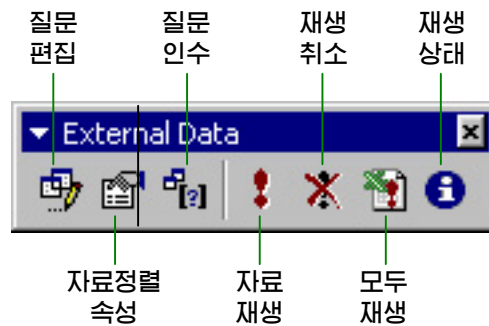 질문
편집
질문
인수
재생
취소
재생
상태
External Data
자료정렬
속성
자료
재생
모두
재생